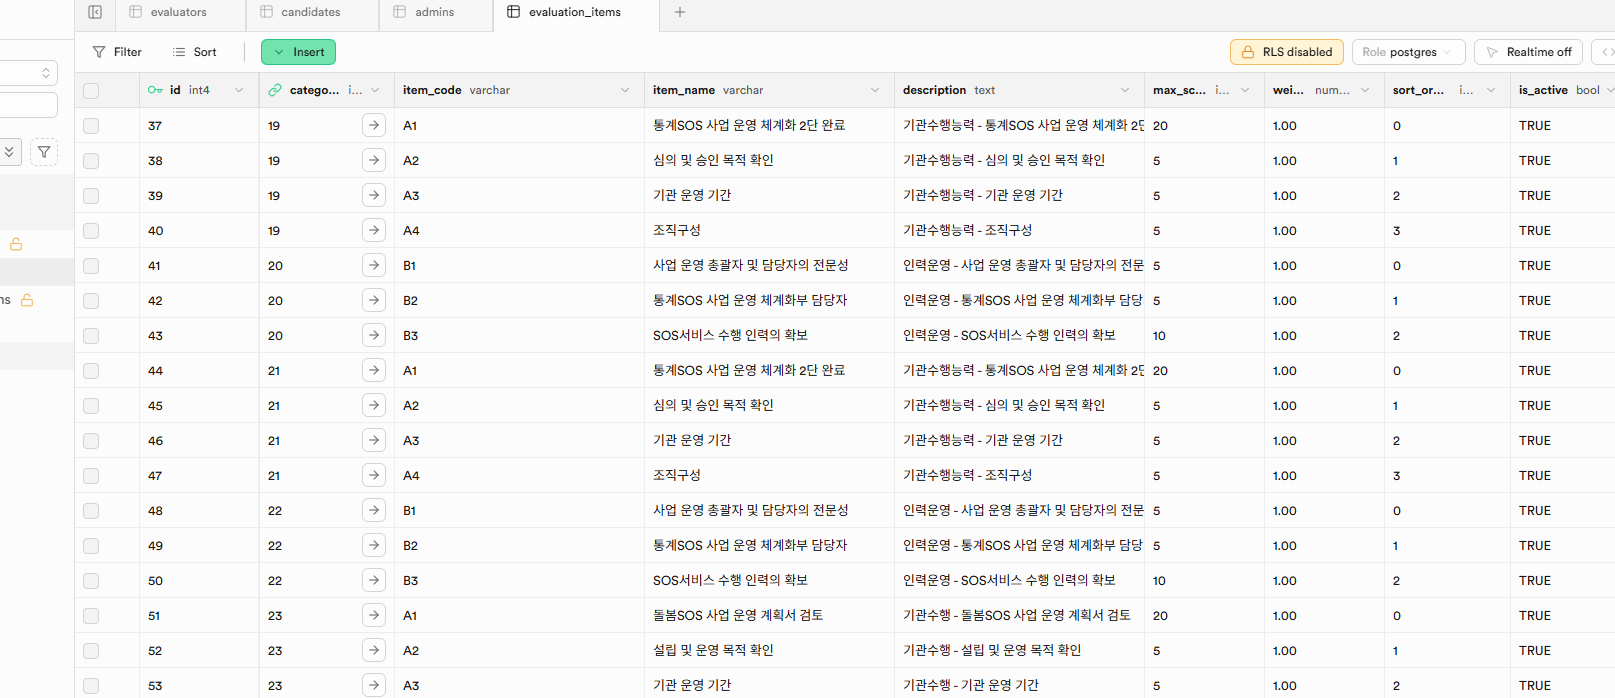 evaluators candidates admins evaluation_items
Filter Sort Insert RLS disabled Role postgres Realtime off
id int4 catego... i... item_code varchar item_name varchar description text max_sc... i... wei... num... sort_or... i... is_active bool
37 19 A1 통계SOS 사업 운영 체계화 2단 완료 기관수행능력 - 통계SOS 사업 운영 체계화 2단 20 1.00 0 TRUE
38 19 A2 심의 및 승인 목적 확인 기관수행능력 - 심의 및 승인 목적 확인 5 1.00 1 TRUE
39 19 A3 기관 운영 기간 기관수행능력 - 기관 운영 기간 5 1.00 2 TRUE
40 19 A4 조직구성 기관수행능력 - 조직구성 5 1.00 3 TRUE
41 20 B1 사업 운영 총괄자 및 담당자의 전문성 인력운영 - 사업 운영 총괄자 및 담당자의 전문 5 1.00 0 TRUE
ns 42 20 B2 통계SOS 사업 운영 체계화부 담당자 인력운영 - 통계SOS 사업 운영 체계화부 담당 5 1.00 1 TRUE
43 20 B3 SOS서비스 수행 인력의 확보 인력운영 - SOS서비스 수행 인력의 확보 10 1.00 2 TRUE
44 21 A1 통계SOS 사업 운영 체계화 2단 완료 기관수행능력 - 통계SOS 사업 운영 체계화 2단 20 1.00 0 TRUE
45 21 A2 심의 및 승인 목적 확인 기관수행능력 - 심의 및 승인 목적 확인 5 1.00 1 TRUE
46 21 A3 기관 운영 기간 기관수행능력 - 기관 운영 기간 5 1.00 2 TRUE
47 21 A4 조직구성 기관수행능력 - 조직구성 5 1.00 3 TRUE
48 22 B1 사업 운영 총괄자 및 담당자의 전문성 인력운영 - 사업 운영 총괄자 및 담당자의 전문 5 1.00 0 TRUE
49 22 B2 통계SOS 사업 운영 체계화부 담당자 인력운영 - 통계SOS 사업 운영 체계화부 담당 5 1.00 1 TRUE
50 22 B3 SOS서비스 수행 인력의 확보 인력운영 - SOS서비스 수행 인력의 확보 10 1.00 2 TRUE
51 23 A1 돌봄SOS 사업 운영 계획서 검토 기관수행 - 돌봄SOS 사업 운영 계획서 검토 20 1.00 0 TRUE
52 23 A2 설립 및 운영 목적 확인 기관수행 - 설립 및 운영 목적 확인 5 1.00 1 TRUE
53 23 A3 기관 운영 기간 기관수행 - 기관 운영 기간 5 1.00 2 TRUE